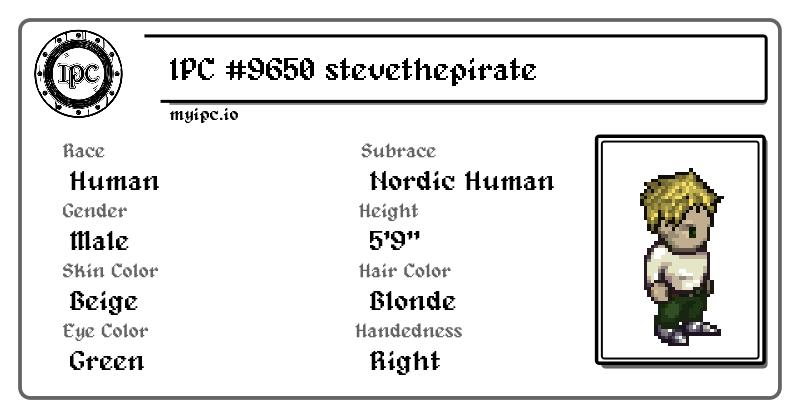 IPC
IPC #9650 stevethepirate
myipc.io
Race
Human
Subrace
Nordic Human
Gender
Male
Height
5'9"
Skin Color
Beige
Hair Color
Blonde
Eye Color
Green
Handedness
Right